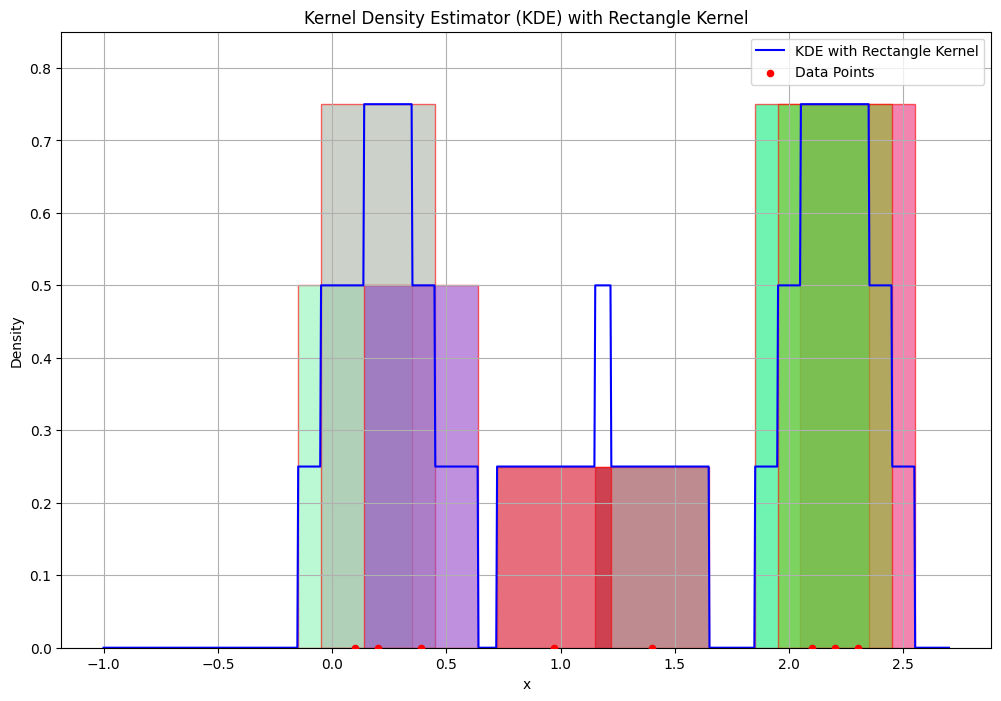 Kernel Density Estimator (KDE) with Rectangle Kernel
KDE with Rectangle Kernel
Data Points
Density
0.8
0.7
0.6
0.5
0.4
0.3
0.2
0.1
0.0
−1.0 −0.5 0.0 0.5 1.0 1.5 2.0 2.5
x